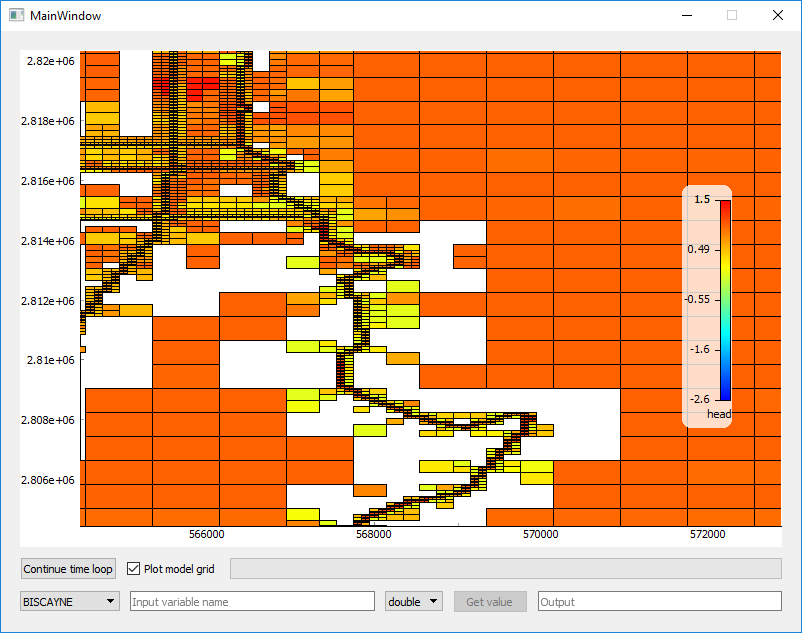 MainWindow
2.82e+06
2.818e+06
2.816e+06
2.814e+06
2.812e+06
2.81e+06
2.808e+06
2.806e+06
1.5
0.49
-0.55
-1.6
-2.6
head
566000 568000 570000 572000
Continue time loop Plot model grid
BISCAYNE Input variable name double Get value Output